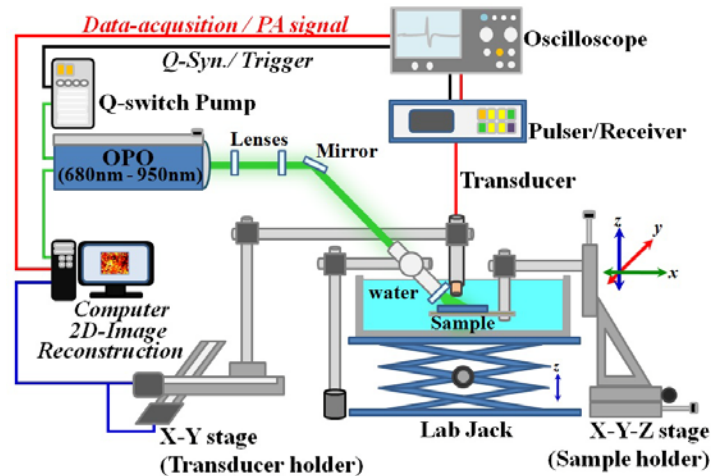 Data-acqusition / PA signal
Q-Syn./ Trigger
Oscilloscope
Q-switch Pump
Pulser/Receiver
Lenses
Mirror
OPO
(680nm - 950nm)
Transducer
z
y
x
water
Sample
Computer
2D-Image
Reconstruction
z
X-Y stage
(Transducer holder)
Lab Jack
X-Y-Z stage
(Sample holder)